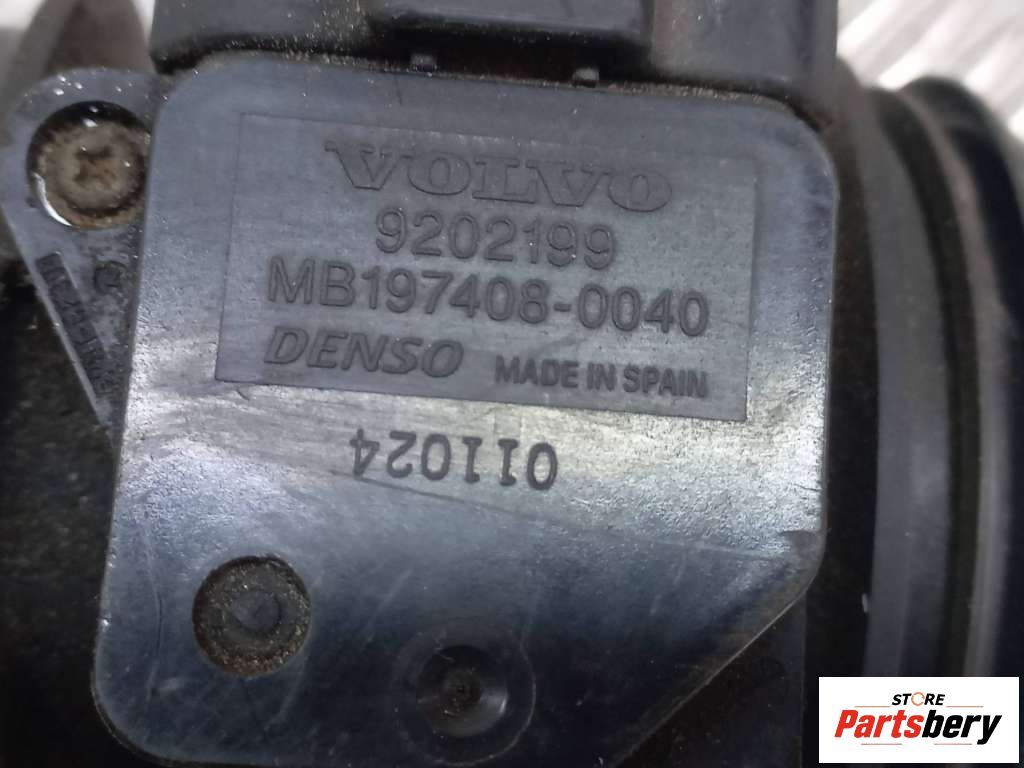 VOLVO
9202199
MB197408-0040
DENSO MADE IN SPAIN
011024
STORE
Partsbery